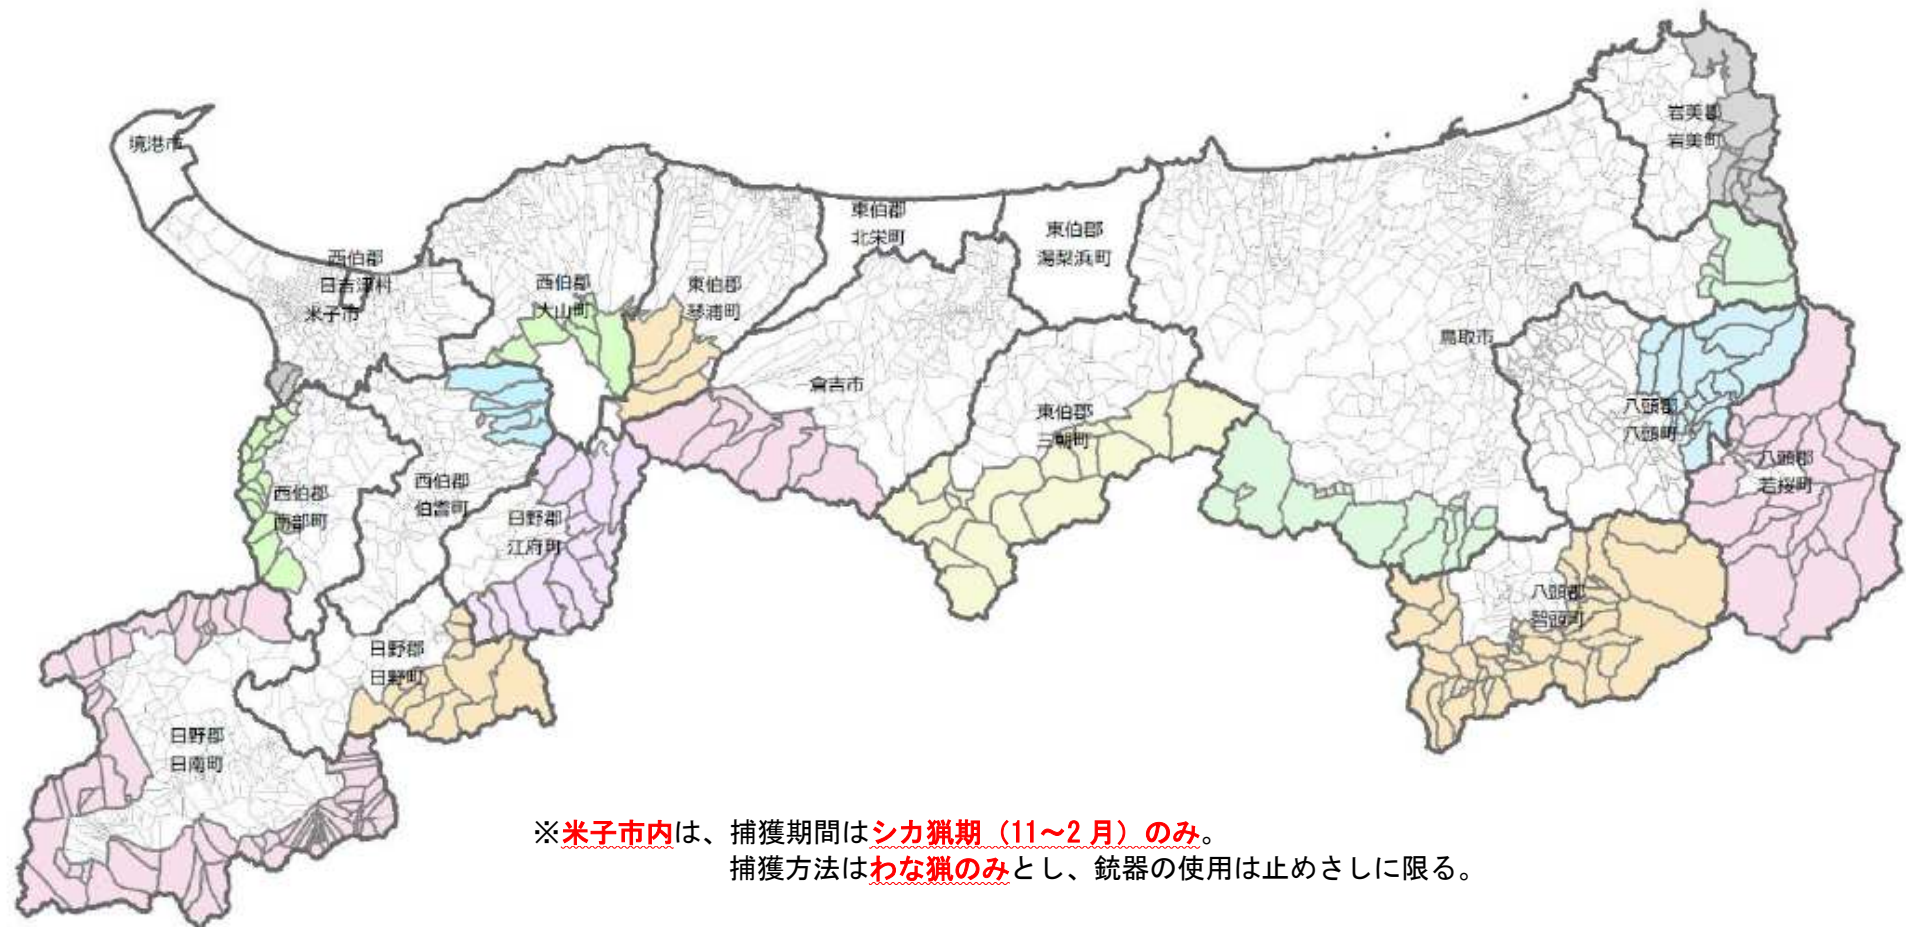 境港市
岩美郡
岩美町
東伯郡
北栄町
東伯郡
湯梨浜町
西伯郡
日吉津村
米子市
西伯郡
大山町
東伯郡
琴浦町
鳥取市
倉吉市
東伯郡
三朝町
八頭郡
八頭町
八頭郡
若桜町
西伯郡
南部町
西伯郡
伯耆町
日野郡
江府町
八頭郡
智頭町
日野郡
日野町
日野郡
日南町
※米子市内は、捕獲期間はシカ猟期（11～2月）のみ。
捕獲方法はわな猟のみとし、銃器の使用は止めさしに限る。